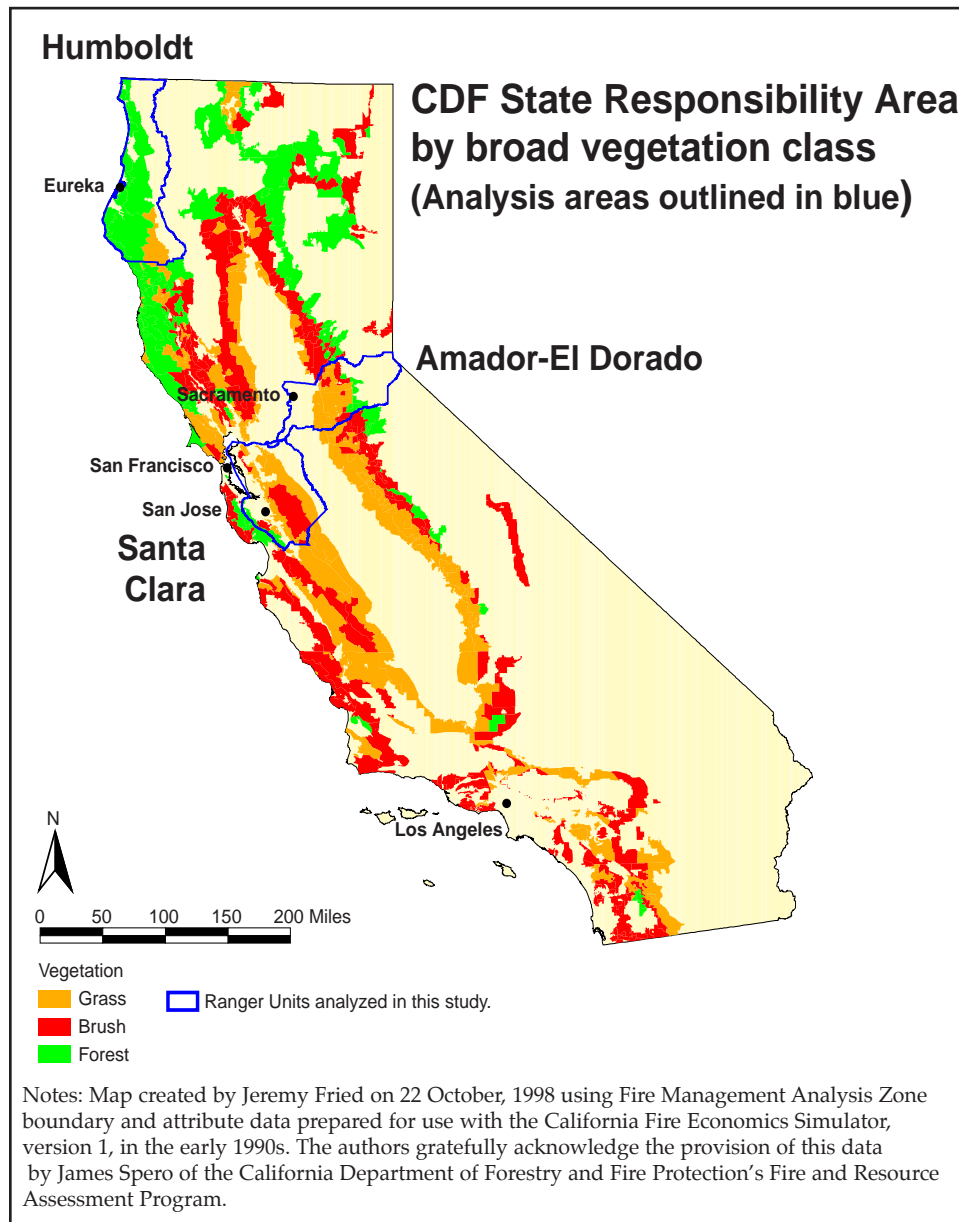 Humboldt
CDF State Responsibility Area
by broad vegetation class
(Analysis areas outlined in blue)
Eureka
Amador-El Dorado
Sacramento
San Francisco
San Jose
Santa
Clara
Los Angeles
N
0 50 100 150 200 Miles
Vegetation
Grass
Ranger Units analyzed in this study.
Brush
Forest
Notes: Map created by Jeremy Fried on 22 October, 1998 using Fire Management Analysis Zone
boundary and attribute data prepared for use with the California Fire Economics Simulator,
version 1, in the early 1990s. The authors gratefully acknowledge the provision of this data
by James Spero of the California Department of Forestry and Fire Protection's Fire and Resource
Assessment Program.